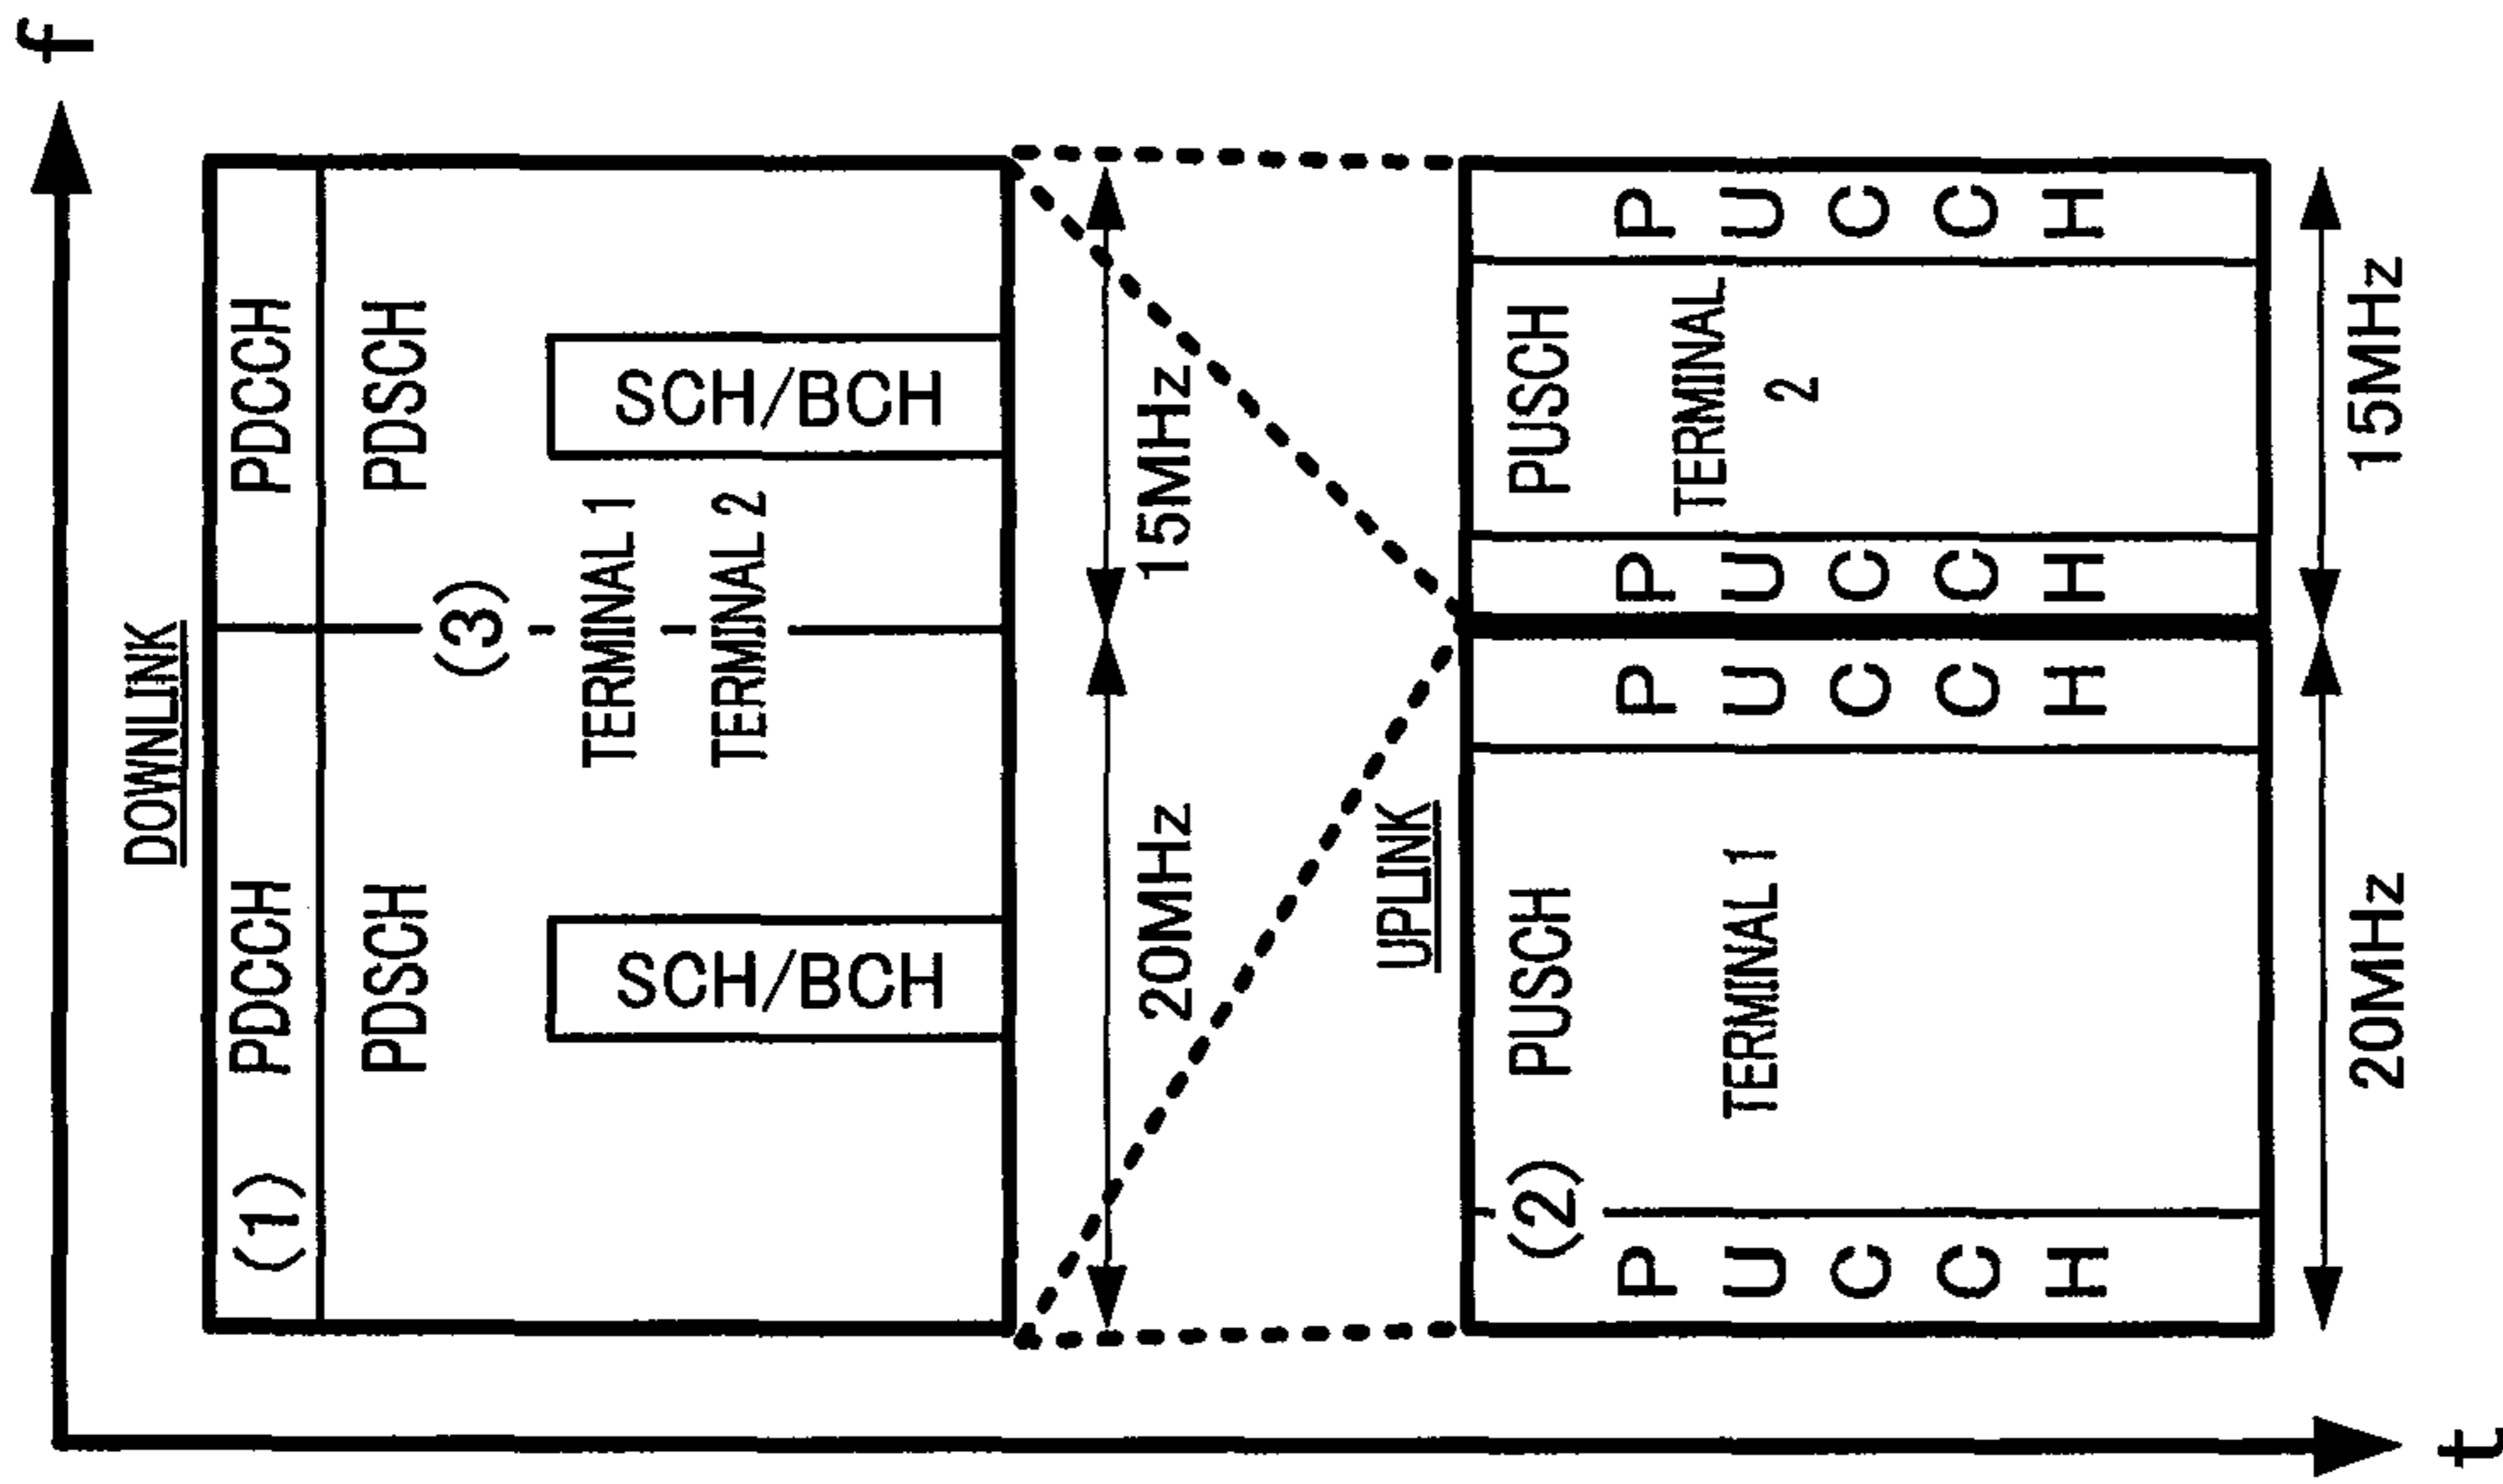 f
DOWNLINK
(1) PDCCH PDCCH
PDSCH PDSCH
(3)
TERMINAL 1
TERMINAL 2
SCH/BCH SCH/BCH
20MHz 15MHz
UPLINK
(2) PUSCH PUSCH
PUCCH
TERMINAL 1
PUCCH
PUCCH
TERMINAL
2
PUCCH
20MHz 15MHz
t